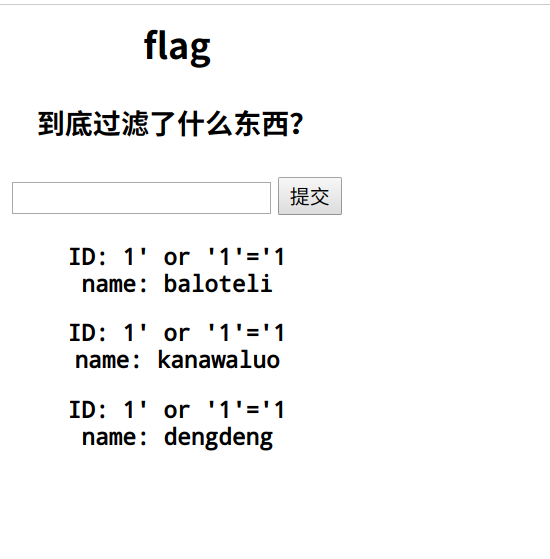 flag
到底过滤了什么东西?
提交
ID: 1' or '1'='1
name: baloteli
ID: 1' or '1'='1
name: kanawaluo
ID: 1' or '1'='1
name: dengdeng